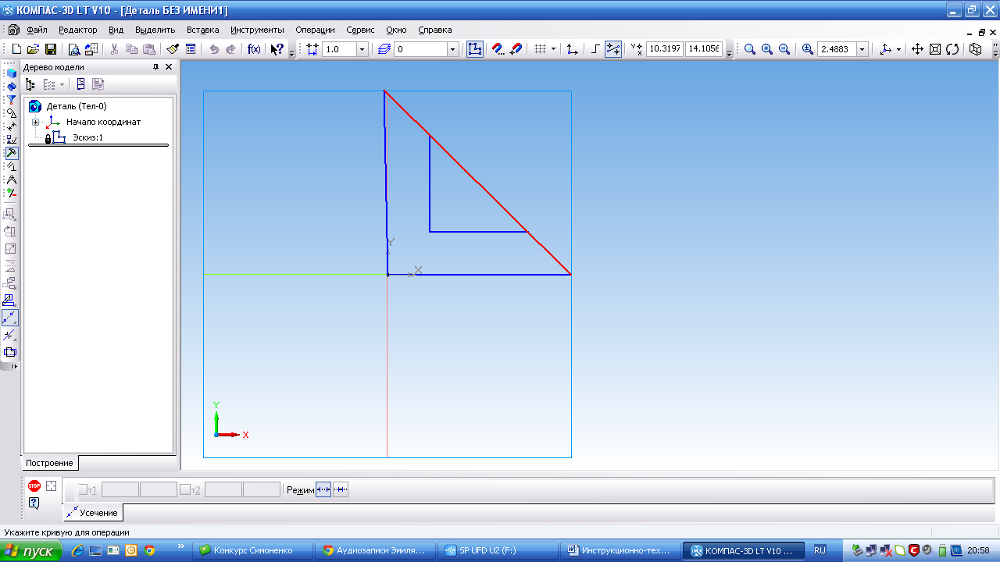 КОМПАС-3D LT V10 - [Деталь БЕЗ ИМЕНИ1]
Файл Редактор Вид Выделить Вставка Инструменты Операции Сервис Окно Справка
1.0 0 f(x) 10.3197 14.1056 2.4883
Дерево модели
Деталь (Тел-0)
Начало координат
Эскиз:1
Y
X
Y
X
Построение
STOP т1 т2 Режим
Усечение
Укажите кривую для операции
пуск Конкурс Симоненко Аудиозаписи Эмиля... SP UFD U2 (F:) Инструкционно-тех... КОМПАС-3D LT V10 ... RU 20:58